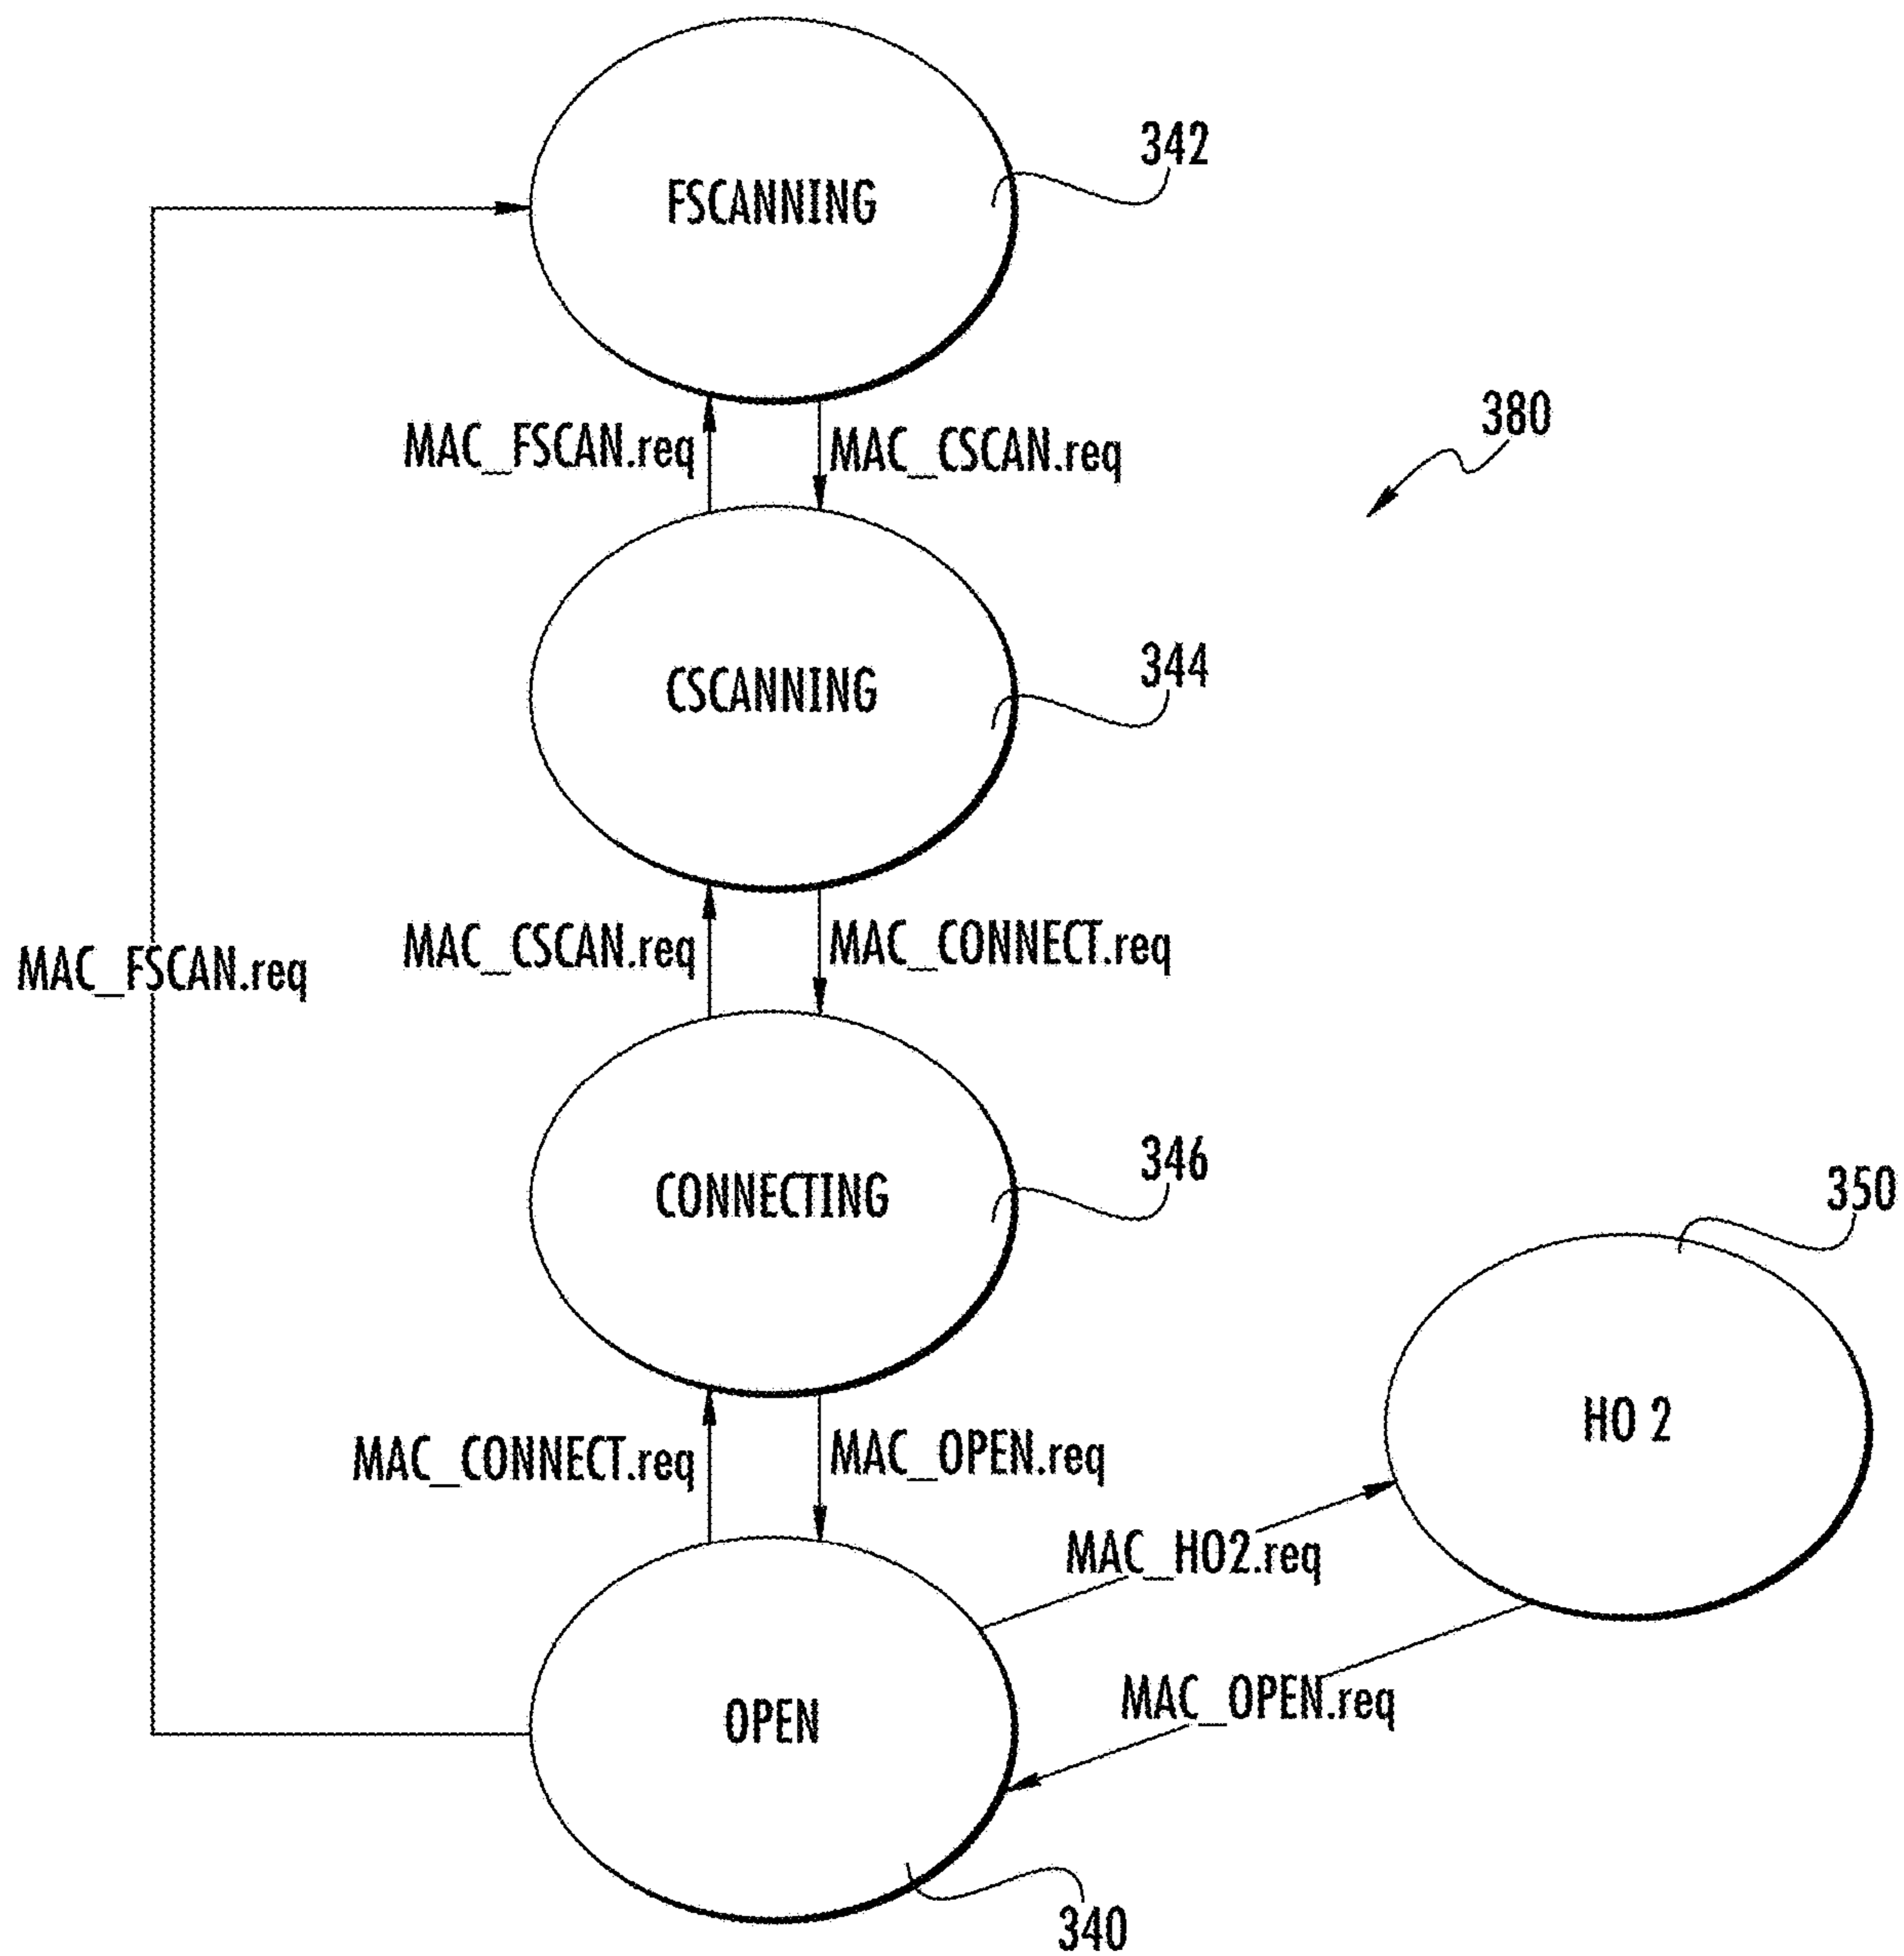 342
FSCANNING
380
MAC_FSCAN.req
MAC_CSCAN.req
344
CSCANNING
MAC_CSCAN.req
MAC_CONNECT.req
MAC_FSCAN.req
346
CONNECTING
350
HO 2
MAC_CONNECT.req
MAC_OPEN.req
MAC_HO2.req
MAC_OPEN.req
OPEN
340